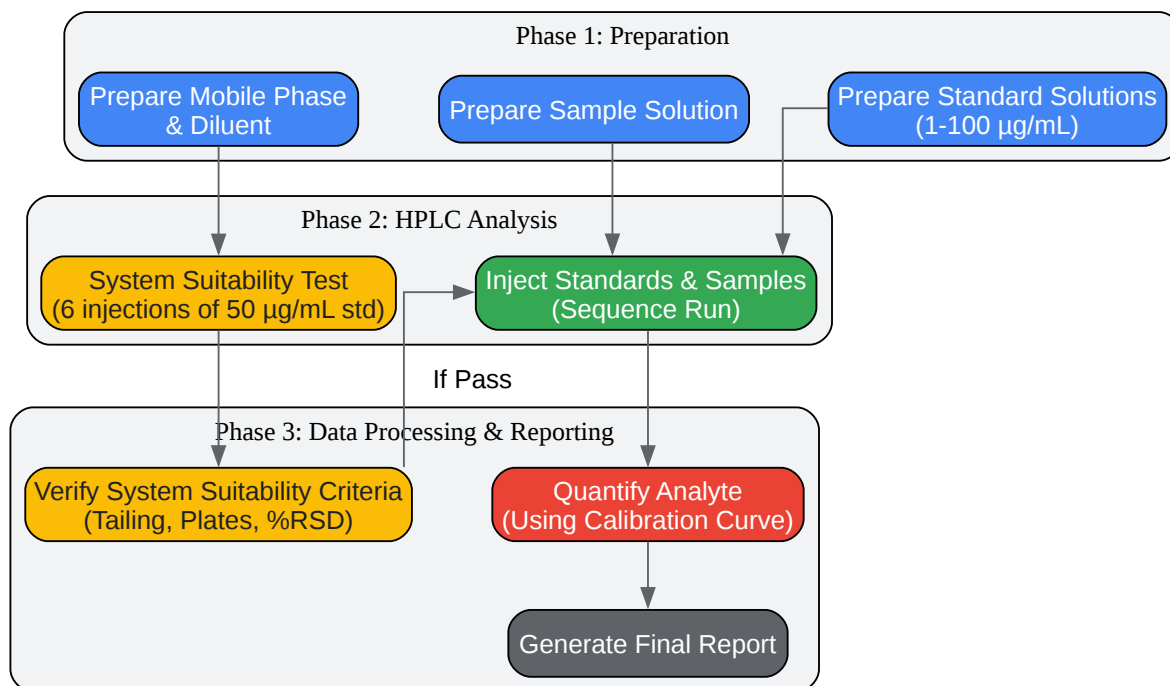 Phase 1: Preparation
Prepare Mobile Phase
& Diluent
Prepare Sample Solution
Prepare Standard Solutions
(1-100 µg/mL)
Phase 2: HPLC Analysis
System Suitability Test
(6 injections of 50 µg/mL std)
Inject Standards & Samples
(Sequence Run)
If Pass
Phase 3: Data Processing & Reporting
Verify System Suitability Criteria
(Tailing, Plates, %RSD)
Quantify Analyte
(Using Calibration Curve)
Generate Final Report